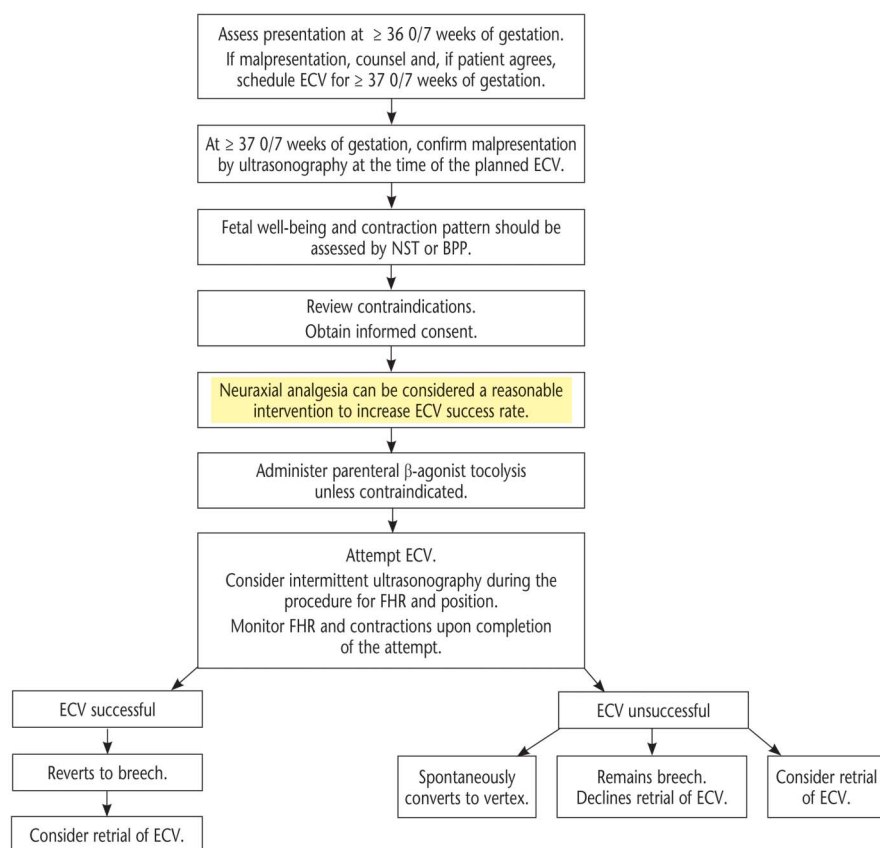 Assess presentation at ≥ 36 0/7 weeks of gestation.
If malpresentation, counsel and, if patient agrees,
schedule ECV for ≥ 37 0/7 weeks of gestation.
At ≥ 37 0/7 weeks of gestation, confirm malpresentation
by ultrasonography at the time of the planned ECV.
Fetal well-being and contraction pattern should be
assessed by NST or BPP.
Review contraindications.
Obtain informed consent.
Neuraxial analgesia can be considered a reasonable
intervention to increase ECV success rate.
Administer parenteral β-agonist tocolysis
unless contraindicated.
Attempt ECV.
Consider intermittent ultrasonography during the
procedure for FHR and position.
Monitor FHR and contractions upon completion
of the attempt.
ECV successful
Reverts to breech.
Consider retrial of ECV.
ECV unsuccessful
Spontaneously
converts to vertex.
Remains breech.
Declines retrial of ECV.
Consider retrial
of ECV.